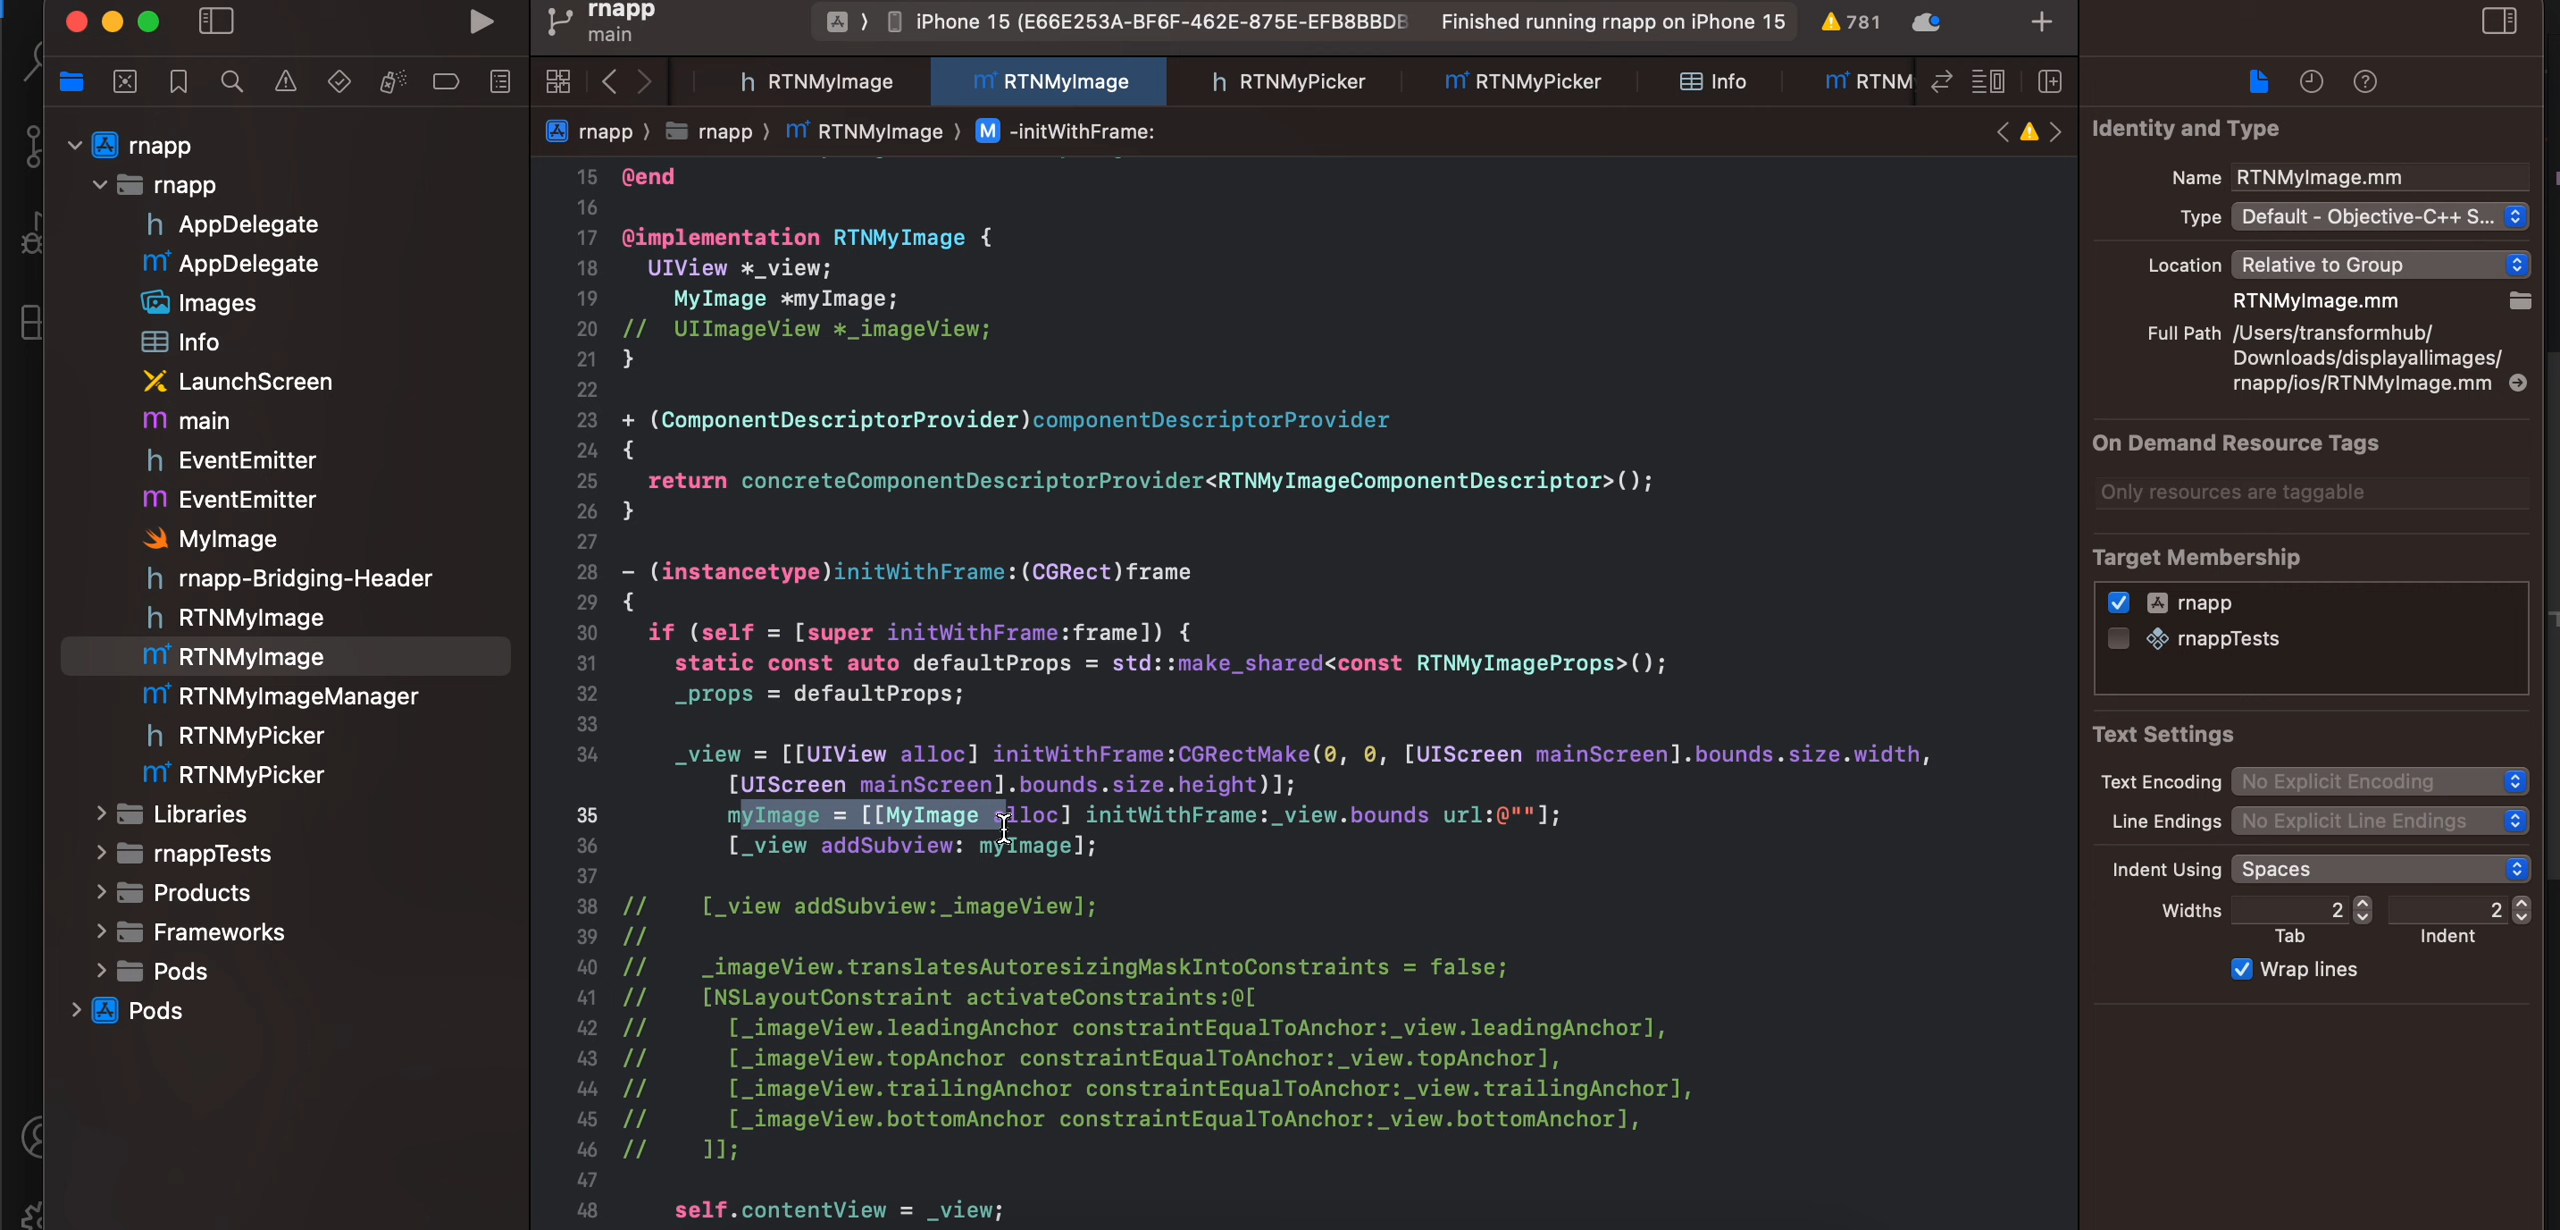 rnapp
main
iPhone 15 (E66E253A-BF6F-462E-875E-EFB8BBDB
Finished running rnapp on iPhone 15
781
RTNMyImage
RTNMyImage
RTNMyPicker
RTNMyPicker
Info
RTNM
rnapp
rnapp
RTNMyImage
M -initWithFrame:
rnapp
rnapp
AppDelegate
AppDelegate
Images
Info
LaunchScreen
main
EventEmitter
EventEmitter
MyImage
rnapp-Bridging-Header
RTNMyImage
RTNMyImage
RTNMyImageManager
RTNMyPicker
RTNMyPicker
Libraries
rnappTests
Products
Frameworks
Pods
Pods
15 @end
16
17 @implementation RTNMyImage {
18 UIView *_view;
19 MyImage *myImage;
20 // UIImageView *_imageView;
21 }
22
23 + (ComponentDescriptorProvider)componentDescriptorProvider
24 {
25 return concreteComponentDescriptorProvider<RTNMyImageComponentDescriptor>();
26 }
27
28 - (instancetype)initWithFrame:(CGRect)frame
29 {
30 if (self = [super initWithFrame:frame]) {
31 static const auto defaultProps = std::make_shared<const RTNMyImageProps>();
32 _props = defaultProps;
33
34 _view = [[UIView alloc] initWithFrame:CGRectMake(0, 0, [UIScreen mainScreen].bounds.size.width,
[UIScreen mainScreen].bounds.size.height)];
35 myImage = [[MyImage alloc] initWithFrame:_view.bounds url:@""];
36 [_view addSubview: myImage];
37
38 // [_view addSubview:_imageView];
39 //
40 // _imageView.translatesAutoresizingMaskIntoConstraints = false;
41 // [NSLayoutConstraint activateConstraints:@[
42 // [_imageView.leadingAnchor constraintEqualToAnchor:_view.leadingAnchor],
43 // [_imageView.topAnchor constraintEqualToAnchor:_view.topAnchor],
44 // [_imageView.trailingAnchor constraintEqualToAnchor:_view.trailingAnchor],
45 // [_imageView.bottomAnchor constraintEqualToAnchor:_view.bottomAnchor],
46 // ]];
47
48 self.contentView = _view;
Identity and Type
Name RTNMyImage.mm
Type Default - Objective-C++ S...
Location Relative to Group
RTNMyImage.mm
Full Path /Users/transformhub/
Downloads/displayallimages/
rnapp/ios/RTNMyImage.mm
On Demand Resource Tags
Only resources are taggable
Target Membership
rnapp
rnappTests
Text Settings
Text Encoding No Explicit Encoding
Line Endings No Explicit Line Endings
Indent Using Spaces
Widths 2 2
Tab Indent
Wrap lines